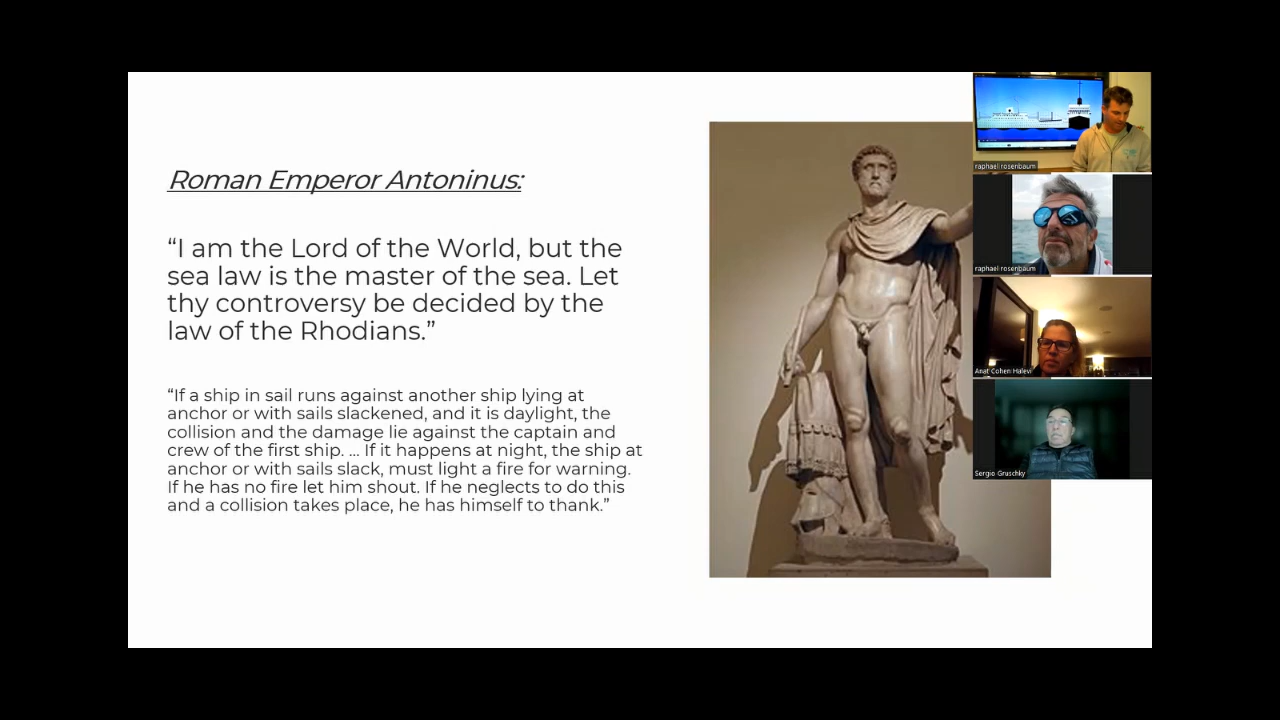 Roman Emperor Antoninus:
“I am the Lord of the World, but the
sea law is the master of the sea. Let
thy controversy be decided by the
law of the Rhodians.”
“If a ship in sail runs against another ship lying at
anchor or with sails slackened, and it is daylight, the
collision and the damage lie against the captain and
crew of the first ship. ... If it happens at night, the ship at
anchor or with sails slack, must light a fire for warning.
If he has no fire let him shout. If he neglects to do this
and a collision takes place, he has himself to thank.”
raphael rosenbaum
raphael rosenbaum
Anat Cohen Halevi
Sergio Gruschky